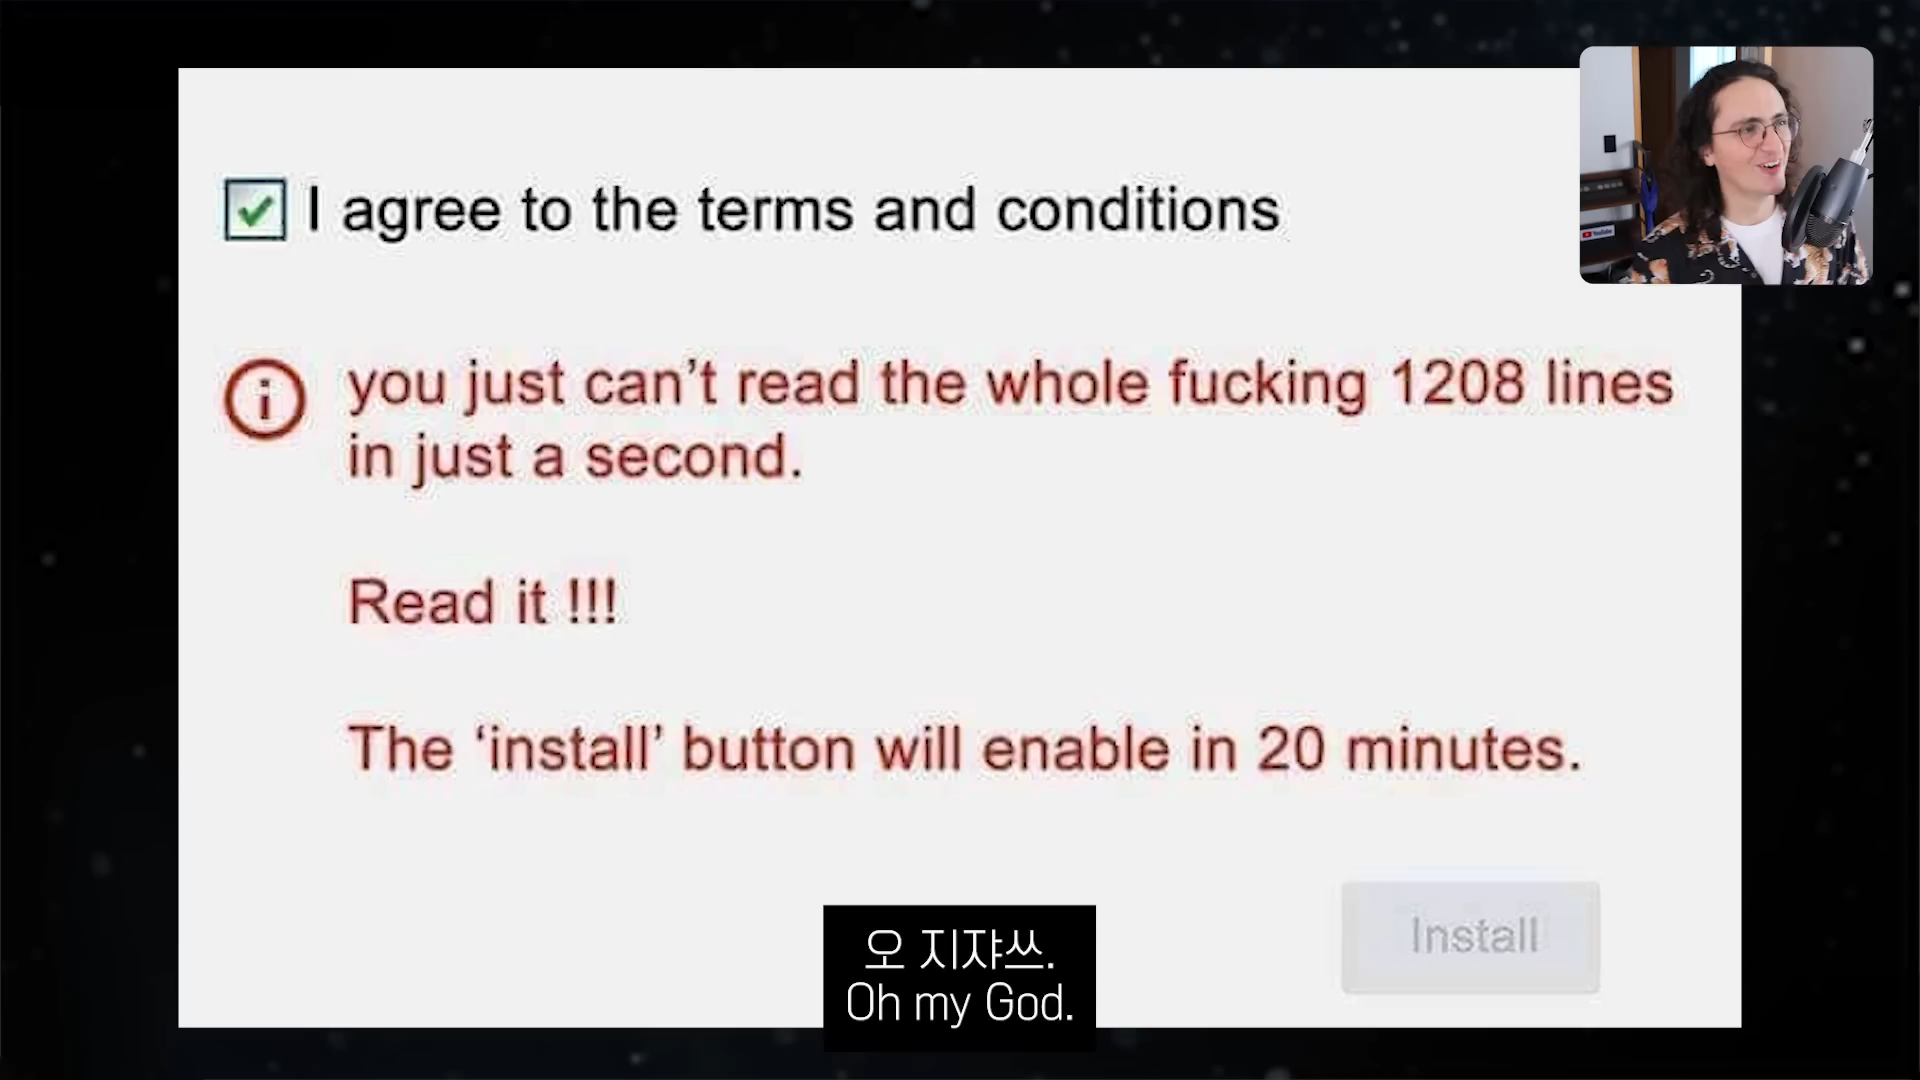 I agree to the terms and conditions
you just can’t read the whole fucking 1208 lines
in just a second.
Read it !!!
The ‘install’ button will enable in 20 minutes.
Install
오 지쟈쓰.
Oh my God.
YouTube